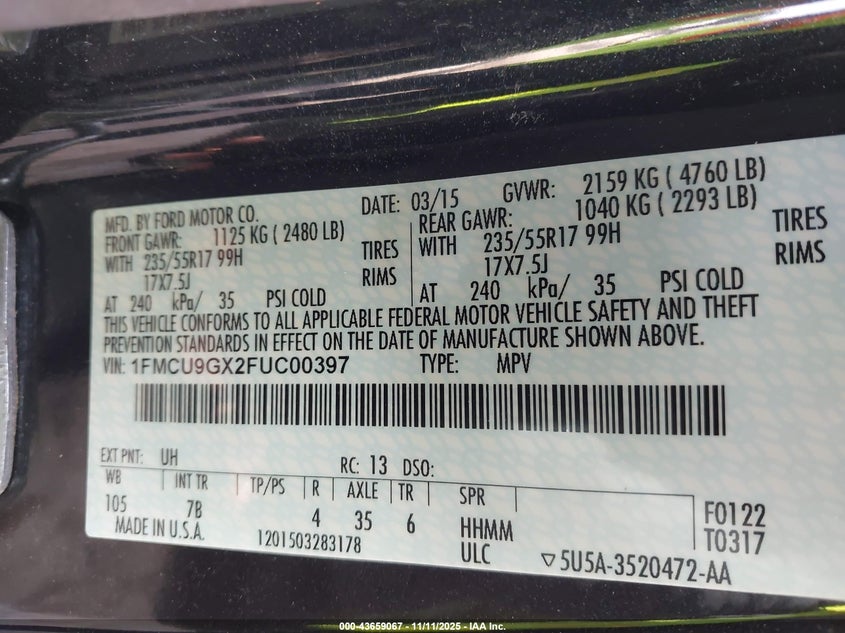 MFD. BY FORD MOTOR CO. DATE: 03/15 GVWR: 2159 KG ( 4760 LB)
FRONT GAWR: 1125 KG ( 2480 LB) REAR GAWR: 1040 KG ( 2293 LB)
WITH 235/55R17 99H TIRES WITH 235/55R17 99H TIRES
17X7.5J RIMS 17X7.5J RIMS
AT 240 kPa/ 35 PSI COLD AT 240 kPa/ 35 PSI COLD
THIS VEHICLE CONFORMS TO ALL APPLICABLE FEDERAL MOTOR VEHICLE SAFETY AND THEFT
PREVENTION STANDARDS IN EFFECT ON THE DATE OF MANUFACTURE SHOWN ABOVE.
VIN: 1FMCU9GX2FUC00397 TYPE: MPV
EXT PNT: UH RC: 13 DSO:
WB INT TR TP/PS R AXLE TR SPR
105 7B 4 35 6 HHMM F0122
MADE IN U.S.A. 1201503283178 ULC T0317
▽5U5A-3520472-AA
000-43659067 - 11/11/2025 - IAA Inc.